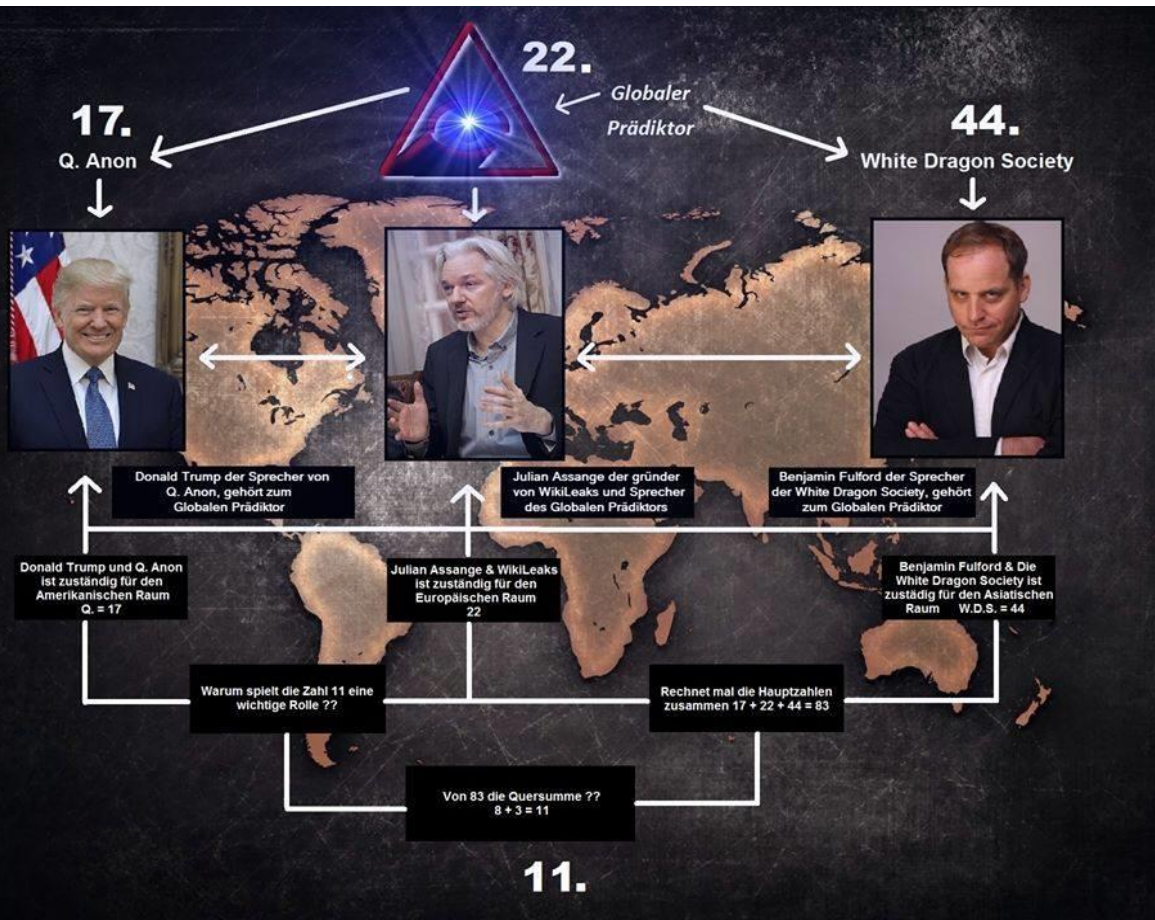 22.
Globaler
Prädiktor
17.
Q. Anon
44.
White Dragon Society
Donald Trump der Sprecher von
Q. Anon, gehört zum
Globalen Prädiktor
Julian Assange der gründer
von WikiLeaks und Sprecher
des Globalen Prädiktors
Benjamin Fulford der Sprecher
der White Dragon Society, gehört
zum Globalen Prädiktor
Donald Trump und Q. Anon
ist zuständig für den
Amerikanischen Raum
Q. = 17
Julian Assange & WikiLeaks
ist zuständig für den
Europäischen Raum
22
Benjamin Fulford & Die
White Dragon Society ist
zustädig für den Asiatischen
Raum W.D.S. = 44
Warum spielt die Zahl 11 eine
wichtige Rolle ??
Rechnet mal die Hauptzahlen
zusammen 17 + 22 + 44 = 83
Von 83 die Quersumme ??
8 + 3 = 11
11.